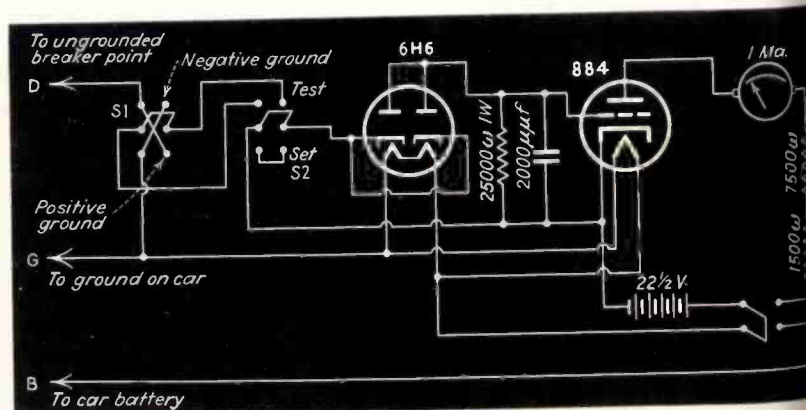 To ungrounded
breaker point
Negative ground
D
S1
Test
Set
S2
Positive
ground
G
To ground on car
B
To car battery
6H6
25000ω 1W
2000μμf
884
1 Ma.
7500ω
1500ω
22½V.